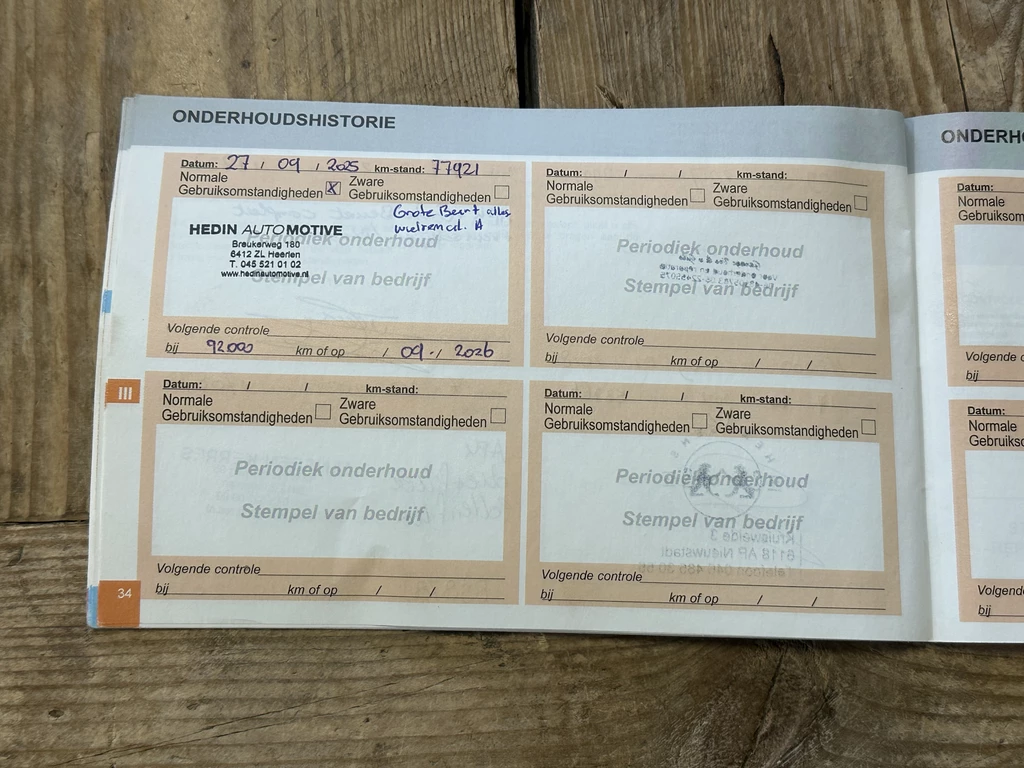 ONDERHOUDSHISTORIE
Datum: 27 / 09 / 2025 km-stand: 77921
Normale Gebruiksomstandigheden X Zware Gebruiksomstandigheden
Grote Beurt alles
A
HEDIN AUTOMOTIVE
Breukerweg 180
6412 ZL Heerlen
T. 045 521 01 02
www.hedinautomotive.nl
Periodiek onderhoud
Stempel van bedrijf
Volgende controle
bij 92000 km of op / 09 / 2026
Datum: / / km-stand:
Normale Gebruiksomstandigheden Zware Gebruiksomstandigheden
Periodiek onderhoud
Stempel van bedrijf
Volgende controle
bij km of op / /
III
Datum: / / km-stand:
Normale Gebruiksomstandigheden Zware Gebruiksomstandigheden
Periodiek onderhoud
Stempel van bedrijf
Volgende controle
bij km of op / /
Datum: / / km-stand:
Normale Gebruiksomstandigheden Zware Gebruiksomstandigheden
Periodiek onderhoud
Stempel van bedrijf
Volgende controle
bij km of op / /
34
ONDERH
Datum:
Normale
Gebruiksom
Volgende c
bij
Datum:
Normale
Gebruiks
Volgend
bij